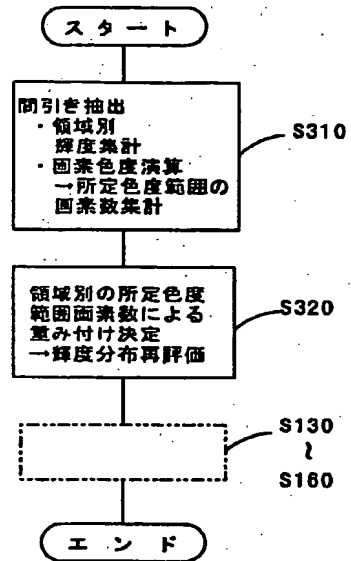 スタート
間引き抽出
・領域別
輝度集計
・画素色度演算
→所定色度範囲の
画素数集計
S310
領域別の所定色度
範囲画素数による
重み付け決定
→輝度分布再評価
S320
S130
~
S160
エンド